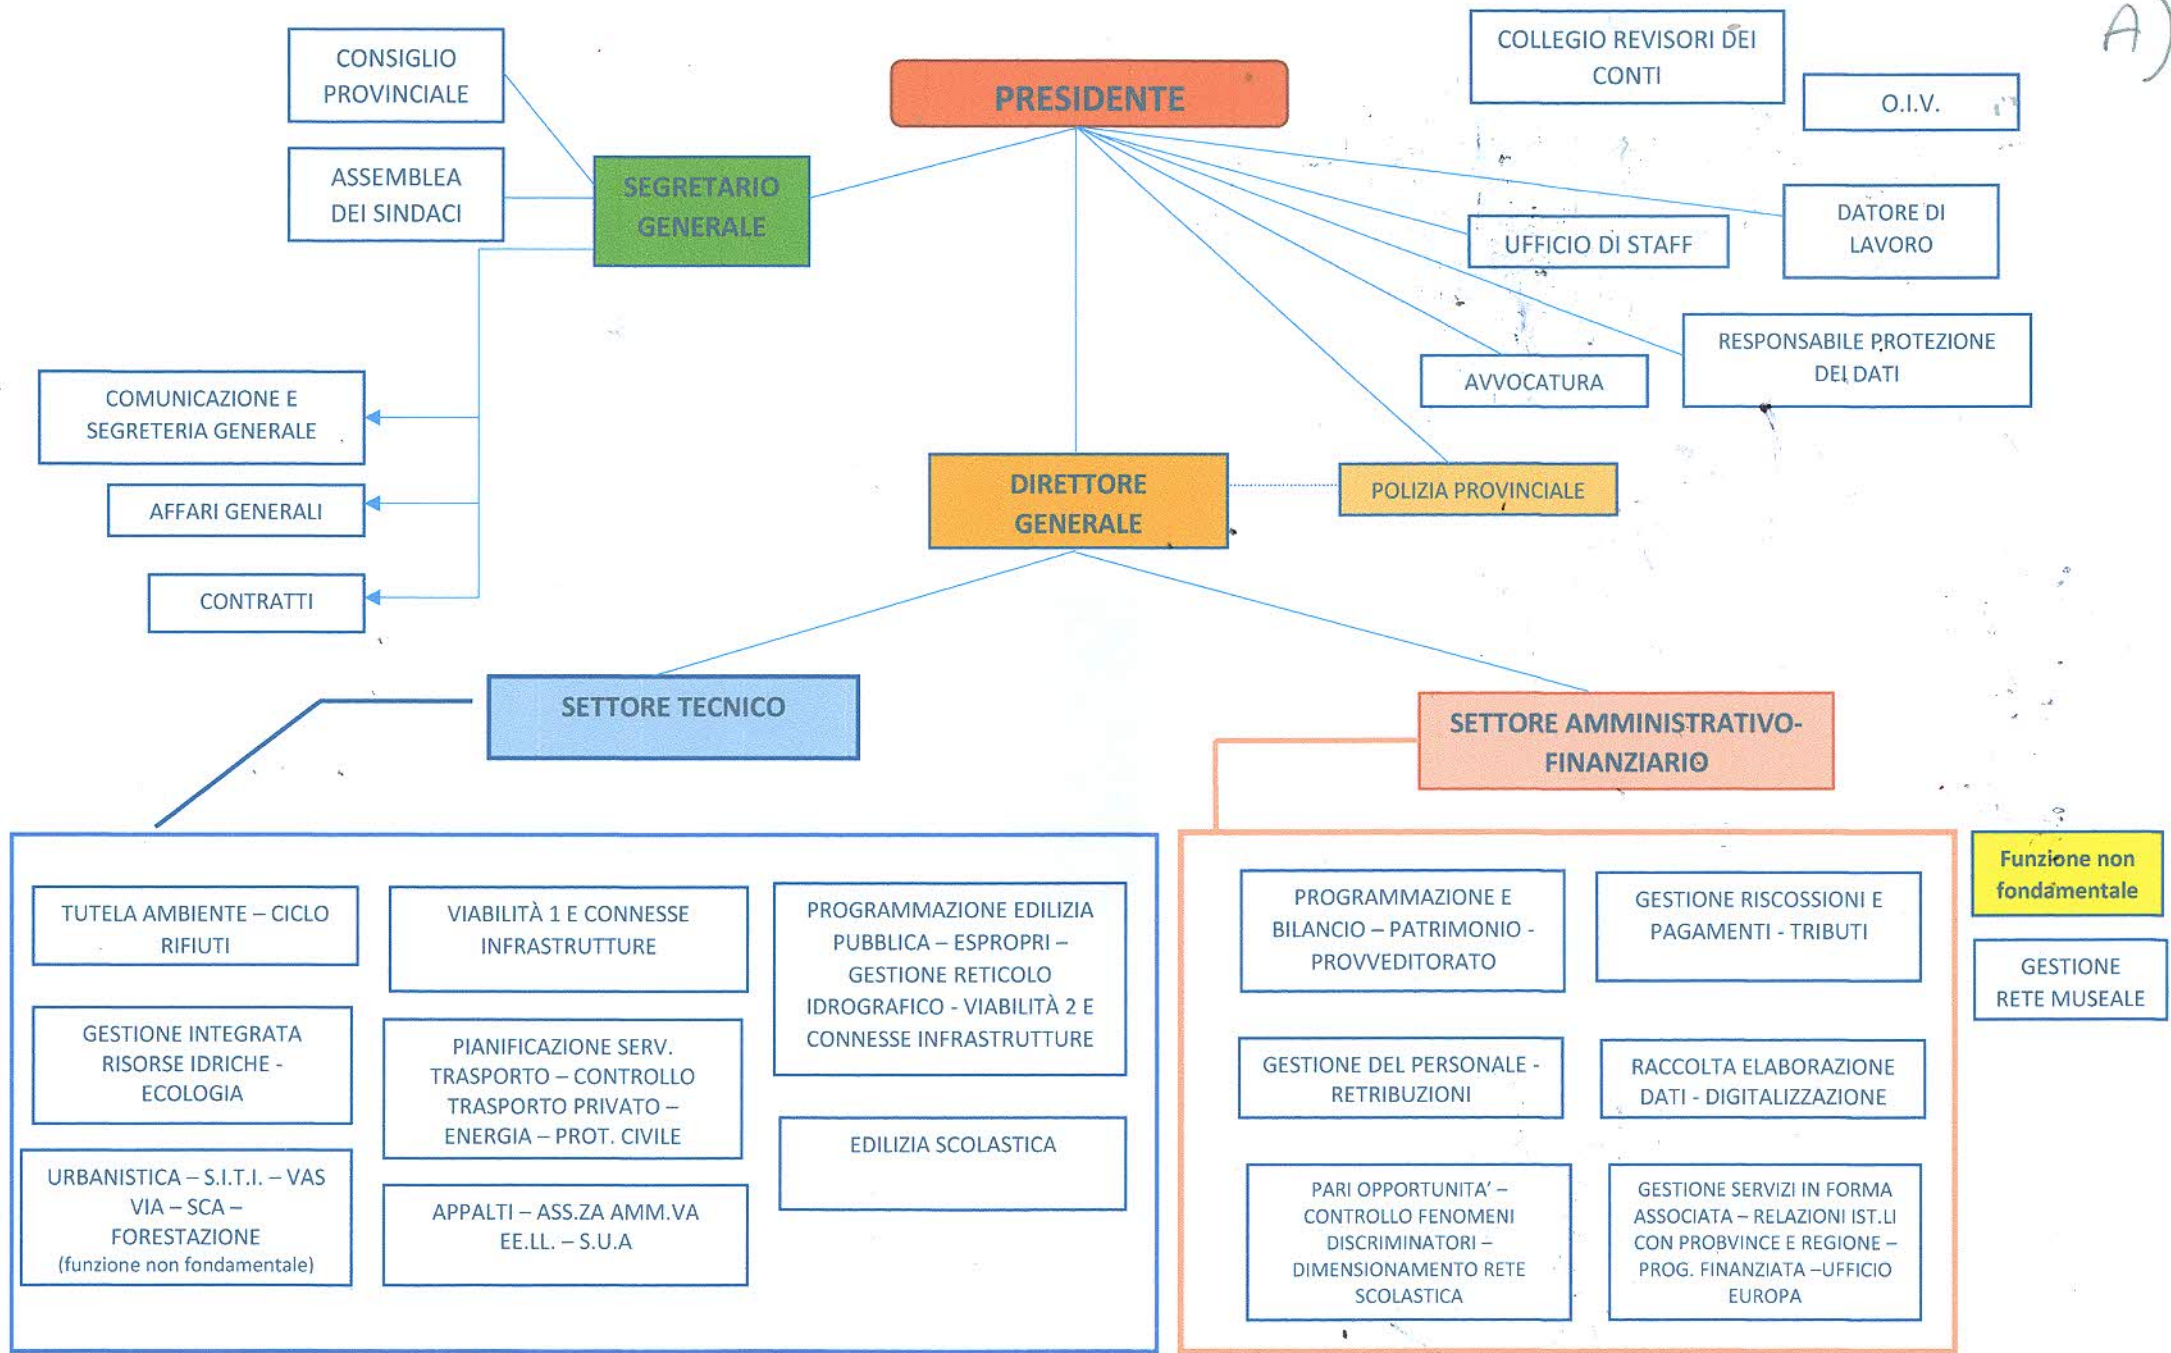 A)
CONSIGLIO
PROVINCIALE
PRESIDENTE
COLLEGIO REVISORI DEI
CONTI
O.I.V.
ASSEMBLEA
DEI SINDACI
SEGRETARIO
GENERALE
UFFICIO DI STAFF
DATORE DI
LAVORO
COMUNICAZIONE E
SEGRETERIA GENERALE
AVVOCATURA
RESPONSABILE PROTEZIONE
DEI DATI
AFFARI GENERALI
DIRETTORE
GENERALE
POLIZIA PROVINCIALE
CONTRATTI
SETTORE TECNICO
SETTORE AMMINISTRATIVO-
FINANZIARIO
TUTELA AMBIENTE – CICLO
RIFIUTI
VIABILITÀ 1 E CONNESSE
INFRASTRUTTURE
PROGRAMMAZIONE EDILIZIA
PUBBLICA – ESPROPRI –
GESTIONE RETICOLO
IDROGRAFICO - VIABILITÀ 2 E
CONNESSE INFRASTRUTTURE
GESTIONE INTEGRATA
RISORSE IDRICHE -
ECOLOGIA
PIANIFICAZIONE SERV.
TRASPORTO – CONTROLLO
TRASPORTO PRIVATO –
ENERGIA – PROT. CIVILE
EDILIZIA SCOLASTICA
URBANISTICA – S.I.T.I. – VAS
VIA – SCA –
FORESTAZIONE
(funzione non fondamentale)
APPALTI – ASS.ZA AMM.VA
EE.LL. – S.U.A
PROGRAMMAZIONE E
BILANCIO – PATRIMONIO -
PROVVEDITORATO
GESTIONE RISCOSSIONI E
PAGAMENTI - TRIBUTI
GESTIONE DEL PERSONALE -
RETRIBUZIONI
RACCOLTA ELABORAZIONE
DATI - DIGITALIZZAZIONE
PARI OPPORTUNITA’ –
CONTROLLO FENOMENI
DISCRIMINATORI –
DIMENSIONAMENTO RETE
SCOLASTICA
GESTIONE SERVIZI IN FORMA
ASSOCIATA – RELAZIONI IST.LI
CON PROBVINCE E REGIONE –
PROG. FINANZIATA –UFFICIO
EUROPA
Funzione non
fondamentale
GESTIONE
RETE MUSEALE